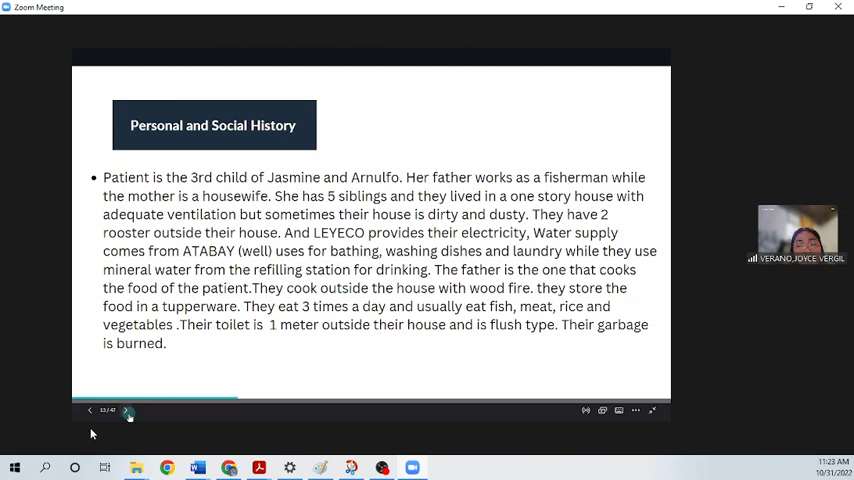 Zoom Meeting
Personal and Social History
• Patient is the 3rd child of Jasmine and Arnulfo. Her father works as a fisherman while
the mother is a housewife. She has 5 siblings and they lived in a one story house with
adequate ventilation but sometimes their house is dirty and dusty. They have 2
rooster outside their house. And LEYECO provides their electricity, Water supply
comes from ATABAY (well) uses for bathing, washing dishes and laundry while they use
mineral water from the refilling station for drinking. The father is the one that cooks
the food of the patient.They cook outside the house with wood fire. they store the
food in a tupperware. They eat 3 times a day and usually eat fish, meat, rice and
vegetables .Their toilet is 1 meter outside their house and is flush type. Their garbage
is burned.
VERANO,JOYCE VERGIL
13 / 47
11:23 AM
10/31/2022